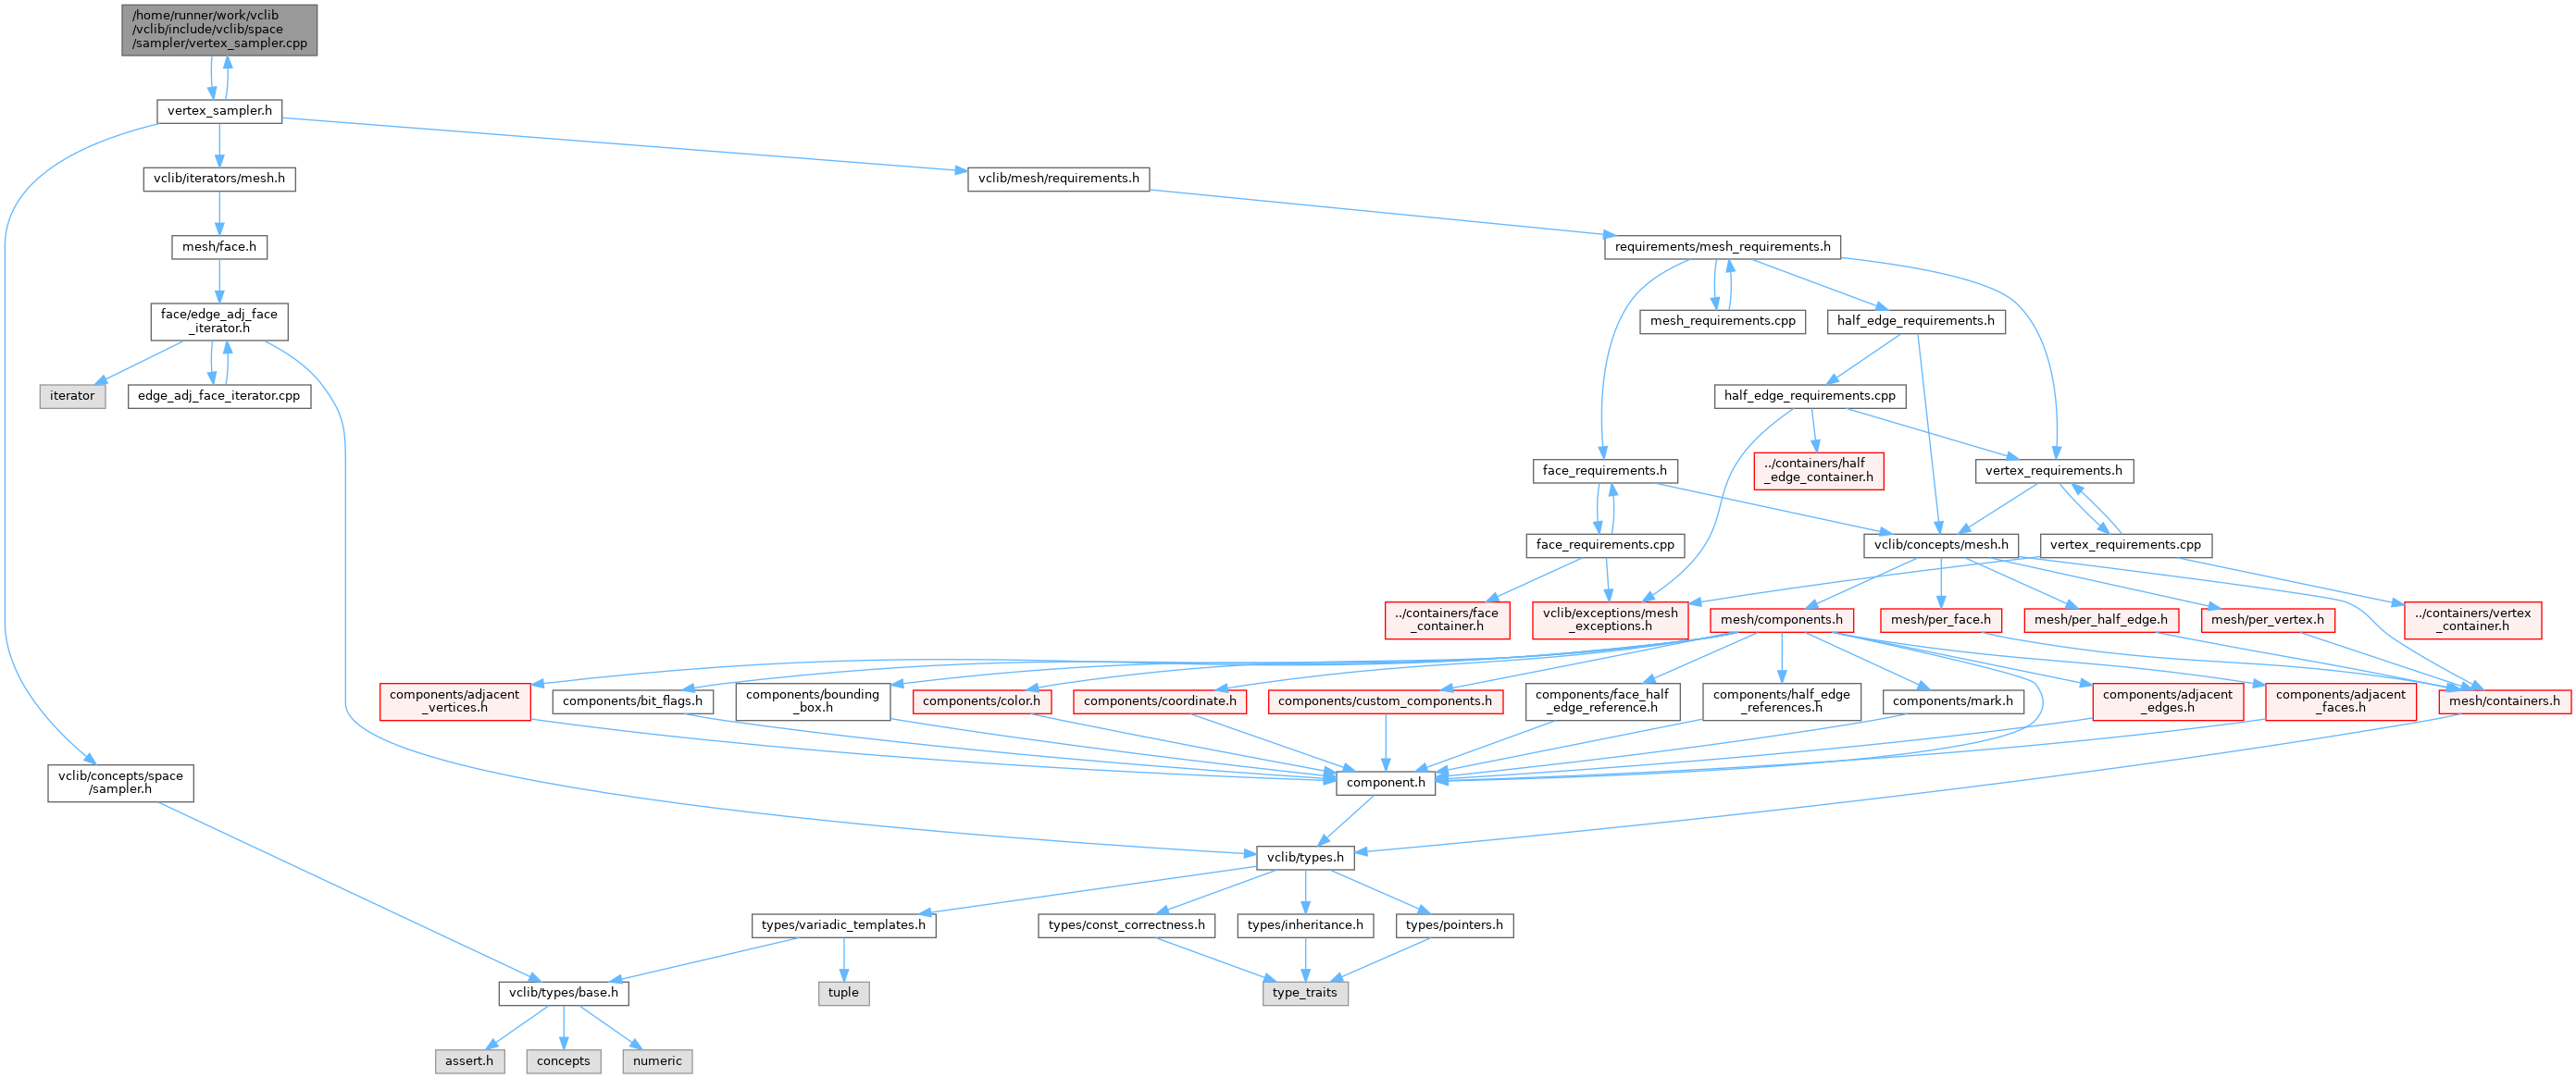 /home/runner/work/vclib
/vclib/include/vclib/space
/sampler/vertex_sampler.cpp
vertex_sampler.h
vclib/iterators/mesh.h
vclib/mesh/requirements.h
mesh/face.h
requirements/mesh_requirements.h
face/edge_adj_face
_iterator.h
mesh_requirements.cpp
half_edge_requirements.h
iterator
edge_adj_face_iterator.cpp
half_edge_requirements.cpp
face_requirements.h
../containers/half
_edge_container.h
vertex_requirements.h
face_requirements.cpp
vclib/concepts/mesh.h
vertex_requirements.cpp
../containers/face
_container.h
vclib/exceptions/mesh
_exceptions.h
mesh/components.h
mesh/per_face.h
mesh/per_half_edge.h
mesh/per_vertex.h
../containers/vertex
_container.h
components/adjacent
_vertices.h
components/bit_flags.h
components/bounding
_box.h
components/color.h
components/coordinate.h
components/custom_components.h
components/face_half
_edge_reference.h
components/half_edge
_references.h
components/mark.h
components/adjacent
_edges.h
components/adjacent
_faces.h
mesh/containers.h
vclib/concepts/space
/sampler.h
component.h
vclib/types.h
types/variadic_templates.h
types/const_correctness.h
types/inheritance.h
types/pointers.h
vclib/types/base.h
tuple
type_traits
assert.h
concepts
numeric